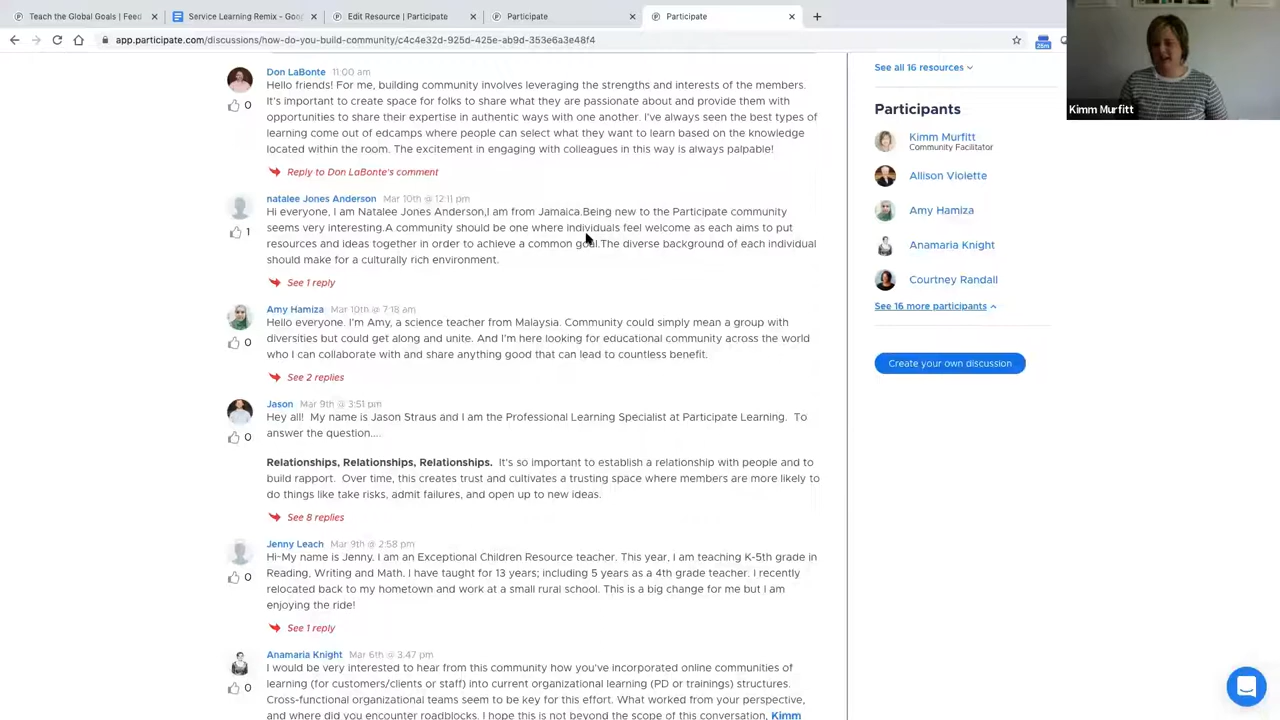 Teach the Global Goals | Feed
Service Learning Remix - Goo
Edit Resource | Participate
Participate
Participate
app.participate.com/discussions/how-do-you-build-community/c4c4e32d-925d-425e-ab9d-353e6a3e48f4
26m
Kimm Murfitt
Don LaBonte 11:00 am
Hello friends! For me, building community involves leveraging the strengths and interests of the members.
It's important to create space for folks to share what they are passionate about and provide them with
opportunities to share their in authentic ways with one another. I've always seen the best types of
learning come out of edcamps where people can select what they want to learn based on the knowledge
located within the room. The excitement in engaging with colleagues in this way is always palpable!
0
Reply to Don LaBonte's comment
natalee Jones Anderson Mar 10th @ 12:11 pm
Hi everyone, I am Natalee Jones Anderson,I am from Jamaica.Being new to the Participate community
seems very interesting.A community should be one where individuals feel welcome as each aims to put
resources and ideas together in order to achieve a common goal.The diverse background of each individual
should make for a culturally rich environment.
1
See 1 reply
Amy Hamiza Mar 10th @ 7:18 am
Hello everyone. I'm Amy, a science teacher from Malaysia. Community could simply mean a group with
diversities but could get along and unite. And I'm here looking for educational community across the world
who I can collaborate with and share anything good that can lead to countless benefit.
0
See 2 replies
Jason Mar 9th @ 3:51 pm
Hey all! My name is Jason Straus and I am the Professional Learning Specialist at Participate Learning. To
answer the question....
0
Relationships, Relationships, Relationships. It's so important to establish a relationship with people and to
build rapport. Over time, this creates trust and cultivates a trusting space where members are more likely to
do things like take risks, admit failures, and open up to new ideas.
See 8 replies
Jenny Leach Mar 9th @ 2:58 pm
Hi-My name is Jenny. I am an Exceptional Children Resource teacher. This year, I am teaching K-5th grade in
Reading, Writing and Math. I have taught for 13 years; including 5 years as a 4th grade teacher. I recently
relocated back to my hometown and work at a small rural school. This is a big change for me but I am
enjoying the ride!
0
See 1 reply
Anamaria Knight Mar 6th @ 3:47 pm
I would be very interested to hear from this community how you've incorporated online communities of
learning (for customers/clients or staff) into current organizational learning (PD or trainings) structures.
Cross-functional organizational teams seem to be key for this effort. What worked from your perspective,
and where did you encounter roadblocks. I hope this is not beyond the scope of this conversation, Kimm
0
See all 16 resources
Participants
Kimm Murfitt
Community Facilitator
Allison Violette
Amy Hamiza
Anamaria Knight
Courtney Randall
See 16 more participants
Create your own discussion